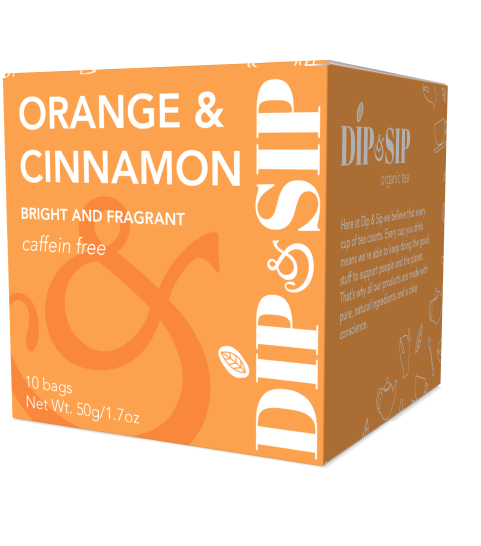 ORANGE &
CINNAMON
BRIGHT AND FRAGRANT
caffein free
10 bags
Net Wt. 50g/1.7oz
DIP & SIP
DIP & SIP
organic tea
Here at Dip & Sip we believe that every
cup of tea counts. Every cup you drink
means we're able to keep doing the good
stuff to support people and the planet.
That's why all our products are made with
pure, natural ingredients and a clear
conscience.